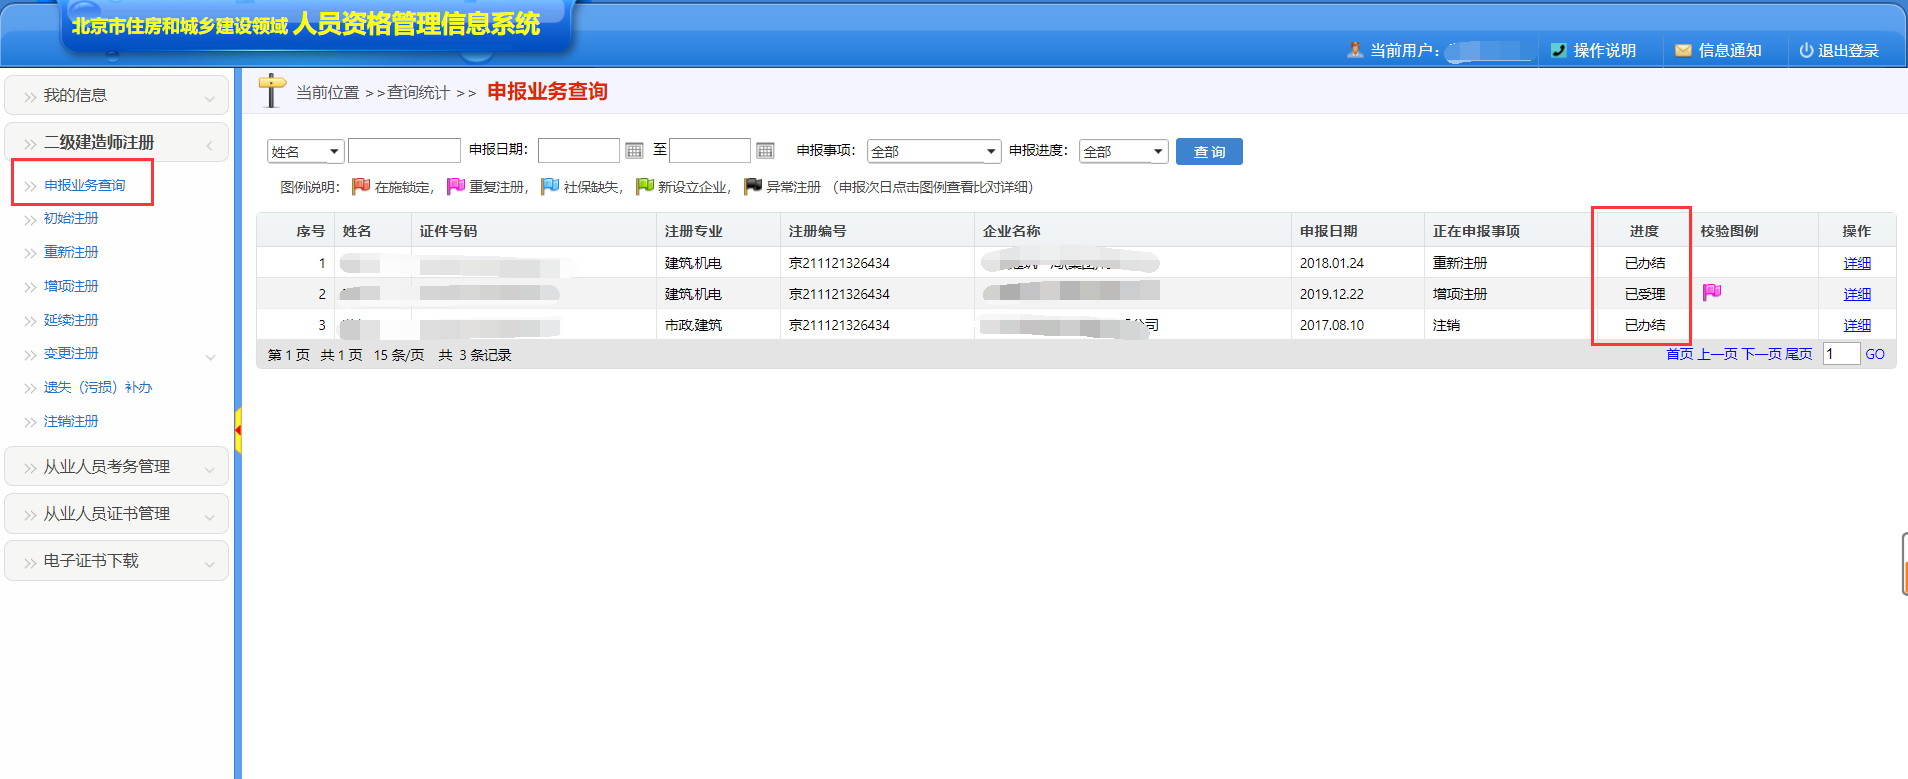 北京市住房和城乡建设领域 人员资格管理信息系统
当前用户： 操作说明 信息通知 退出登录
我的信息
二级建造师注册
申报业务查询
初始注册
重新注册
增项注册
延续注册
变更注册
遗失（污损）补办
注销注册
从业人员考务管理
从业人员证书管理
电子证书下载
当前位置 >>查询统计 >> 申报业务查询
姓名 申报日期： 至 申报事项： 全部 申报进度： 全部 查 询
图例说明： 在施锁定， 重复注册， 社保缺失， 新设立企业， 异常注册 （申报次日点击图例查看比对详细）
序号 姓名 证件号码 注册专业 注册编号 企业名称 申报日期 正在申报事项 进度 校验图例 操作
1 建筑,机电 京211121326434 2018.01.24 重新注册 已办结 详细
2 建筑,机电 京211121326434 2019.12.22 增项注册 已受理 详细
3 市政,建筑 京211121326434 公司 2017.08.10 注销 已办结 详细
第 1 页 共 1 页 15 条/页 共 3 条记录 首页 上一页 下一页 尾页 1 GO